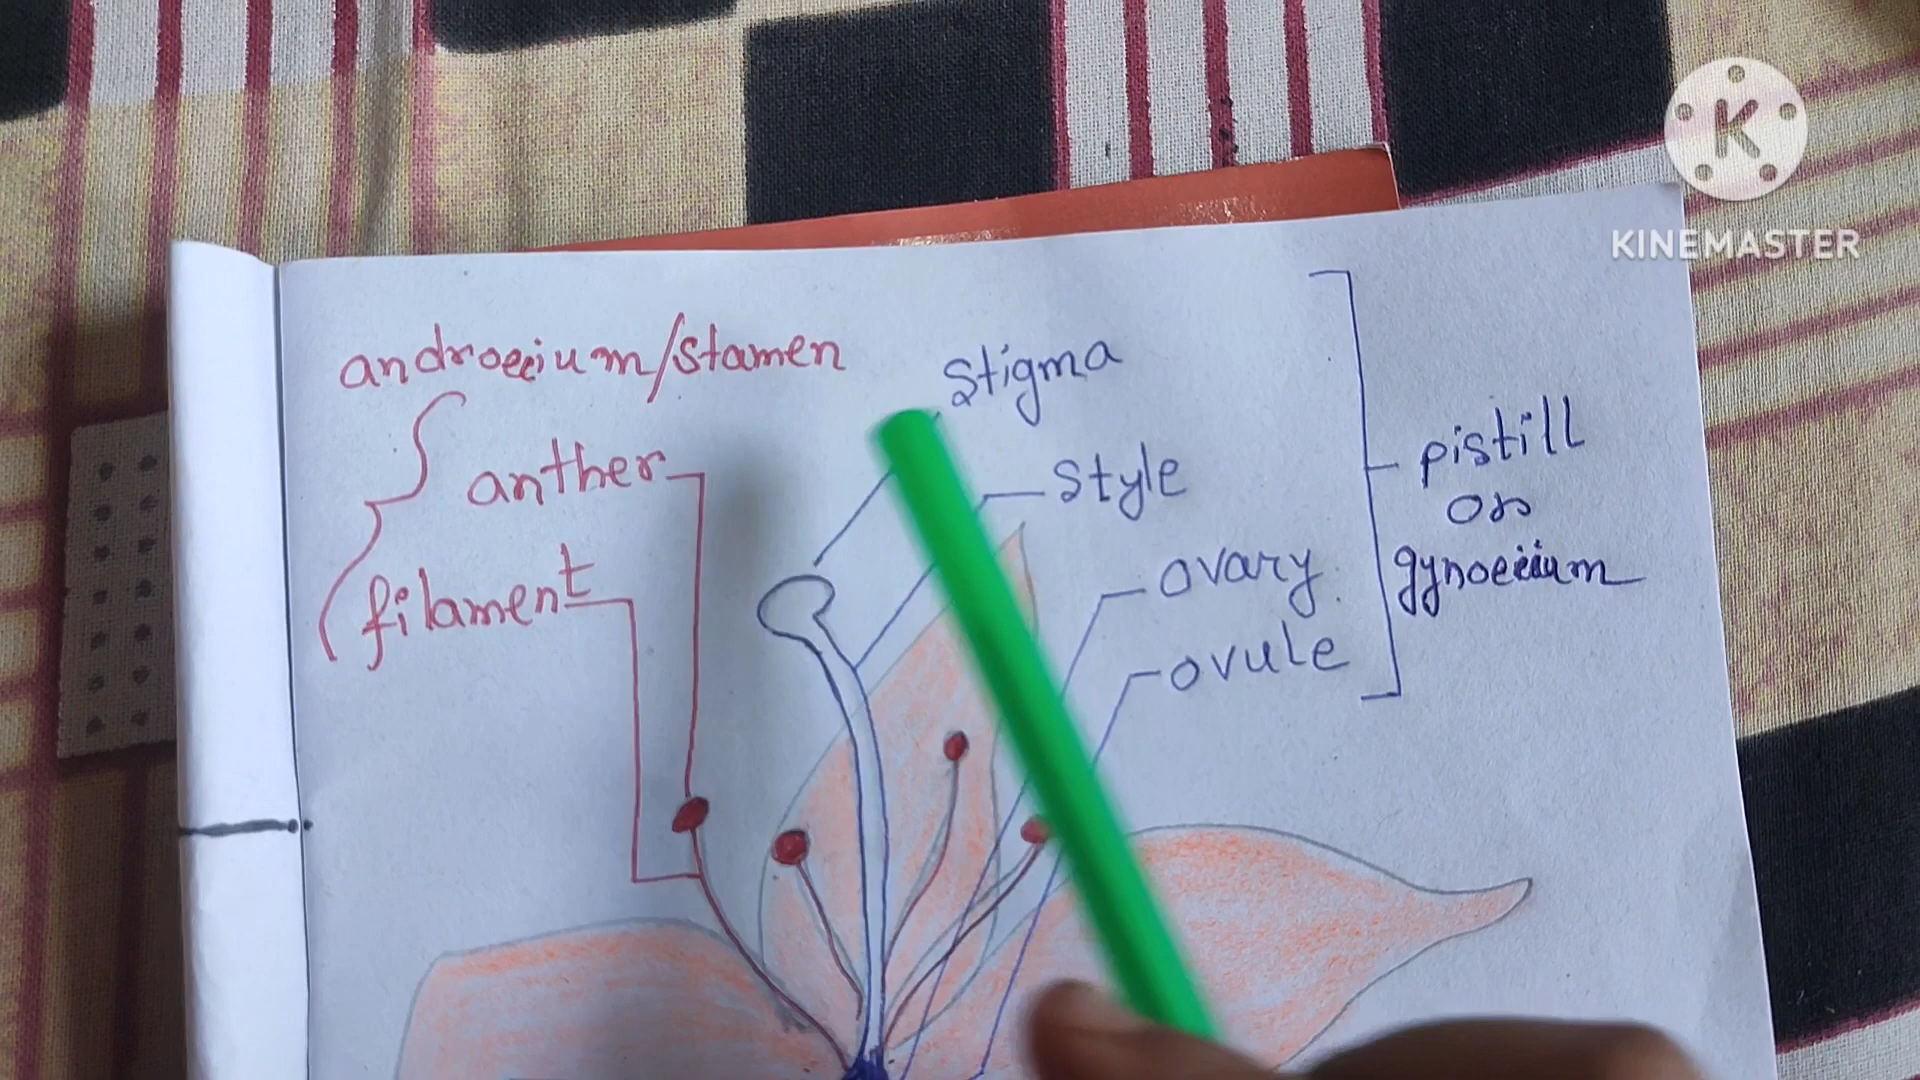 androecium/stamen
anther
filament
stigma
style
ovary
ovule
pistill
or
gynoecium
K
KINEMASTER